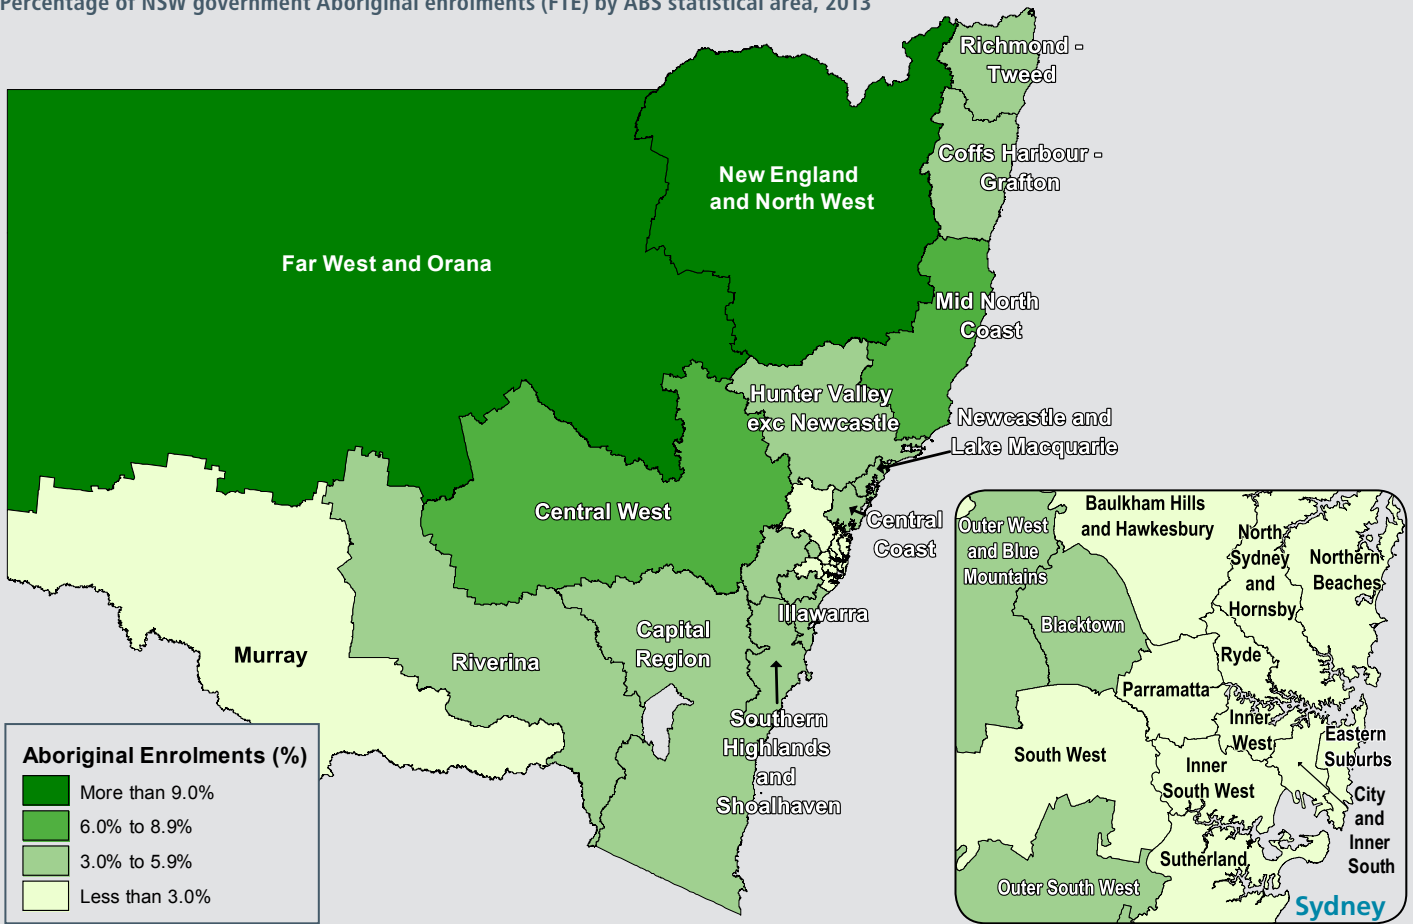 Percentage of NSW government Aboriginal enrolments (FTE) by ABS statistical area, 2013
Richmond -
Tweed
Coffs Harbour -
Grafton
New England
and North West
Far West and Orana
Mid North
Coast
Hunter Valley
exc Newcastle
Newcastle and
Lake Macquarie
Central West
Central
Coast
Illawarra
Capital
Region
Riverina
Murray
Southern
Highlands
and
Shoalhaven
Aboriginal Enrolments (%)
More than 9.0%
6.0% to 8.9%
3.0% to 5.9%
Less than 3.0%
Baulkham Hills
and Hawkesbury
Outer West
and Blue
Mountains
North
Sydney
and
Hornsby
Northern
Beaches
Blacktown
Ryde
Parramatta
Inner
West
Eastern
Suburbs
South West
Inner
South West
City
and
Inner
South
Sutherland
Outer South West
Sydney